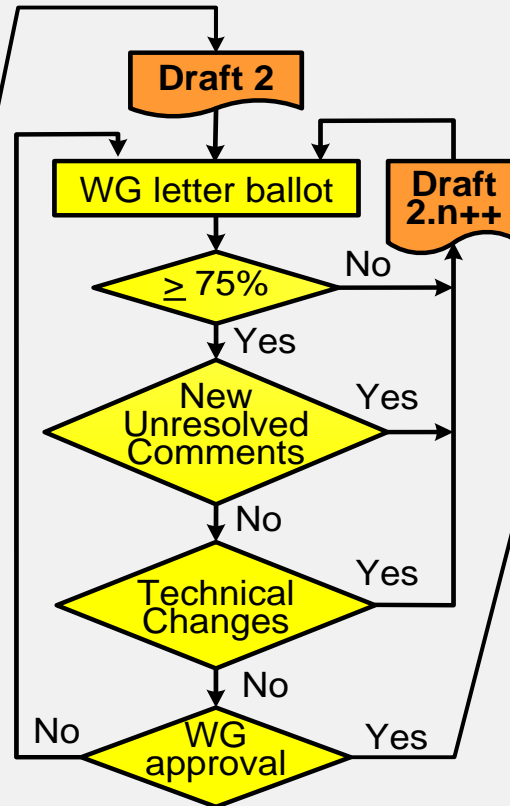 Draft 2
WG letter ballot
Draft
2.n++
≥ 75%
No
Yes
New
Unresolved
Comments
Yes
No
Technical
Changes
Yes
No
No
WG
approval
Yes